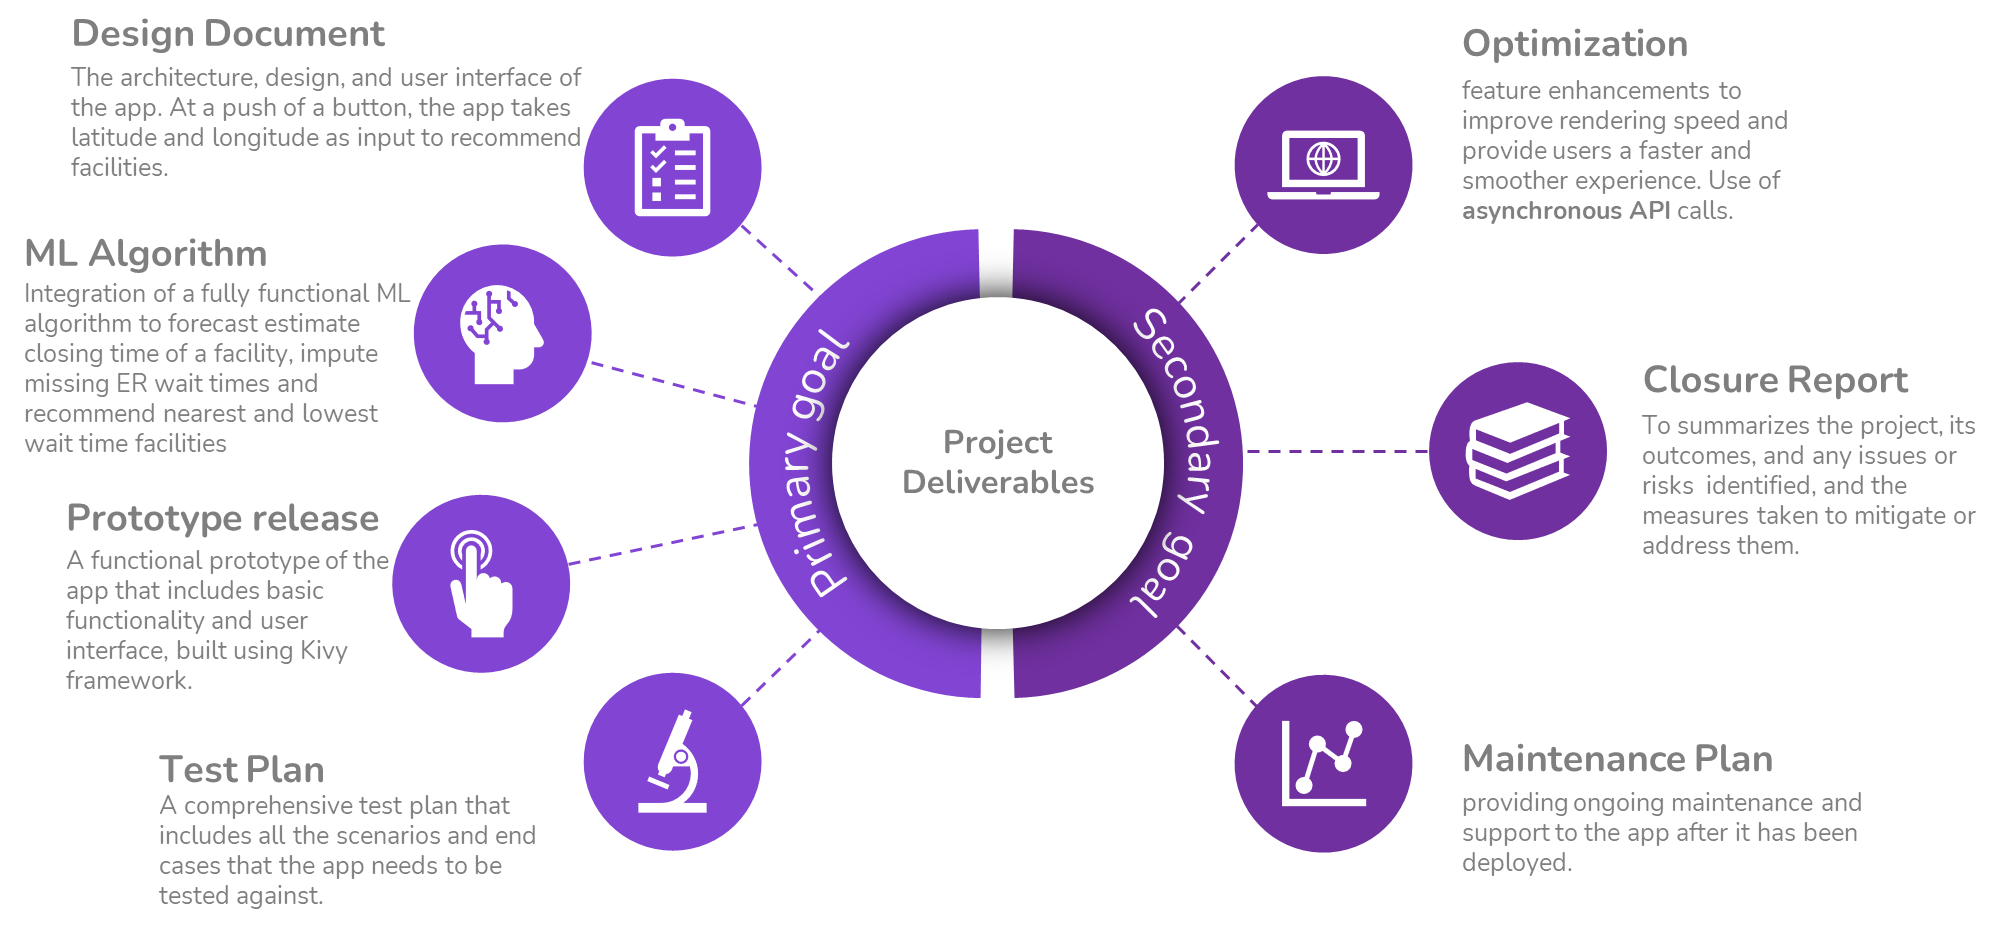 Design Document
The architecture, design, and user interface of
the app. At a push of a button, the app takes
latitude and longitude as input to recommend
facilities.
ML Algorithm
Integration of a fully functional ML
algorithm to forecast estimate
closing time of a facility, impute
missing ER wait times and
recommend nearest and lowest
wait time facilities
Prototype release
A functional prototype of the
app that includes basic
functionality and user
interface, built using Kivy
framework.
Test Plan
A comprehensive test plan that
includes all the scenarios and end
cases that the app needs to be
tested against.
Primary goal
Project
Deliverables
Secondary goal
Optimization
feature enhancements to
improve rendering speed and
provide users a faster and
smoother experience. Use of
asynchronous API calls.
Closure Report
To summarizes the project, its
outcomes, and any issues or
risks identified, and the
measures taken to mitigate or
address them.
Maintenance Plan
providing ongoing maintenance and
support to the app after it has been
deployed.